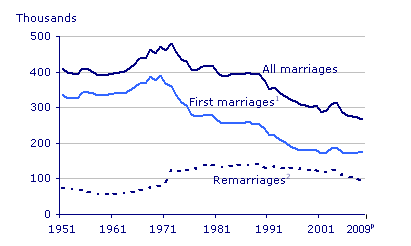 Thousands
500
400
All marriages
300
First marriages¹
200
Remarriages²
100
0
1951 1961 1971 1981 1991 2001 2009ᵖ